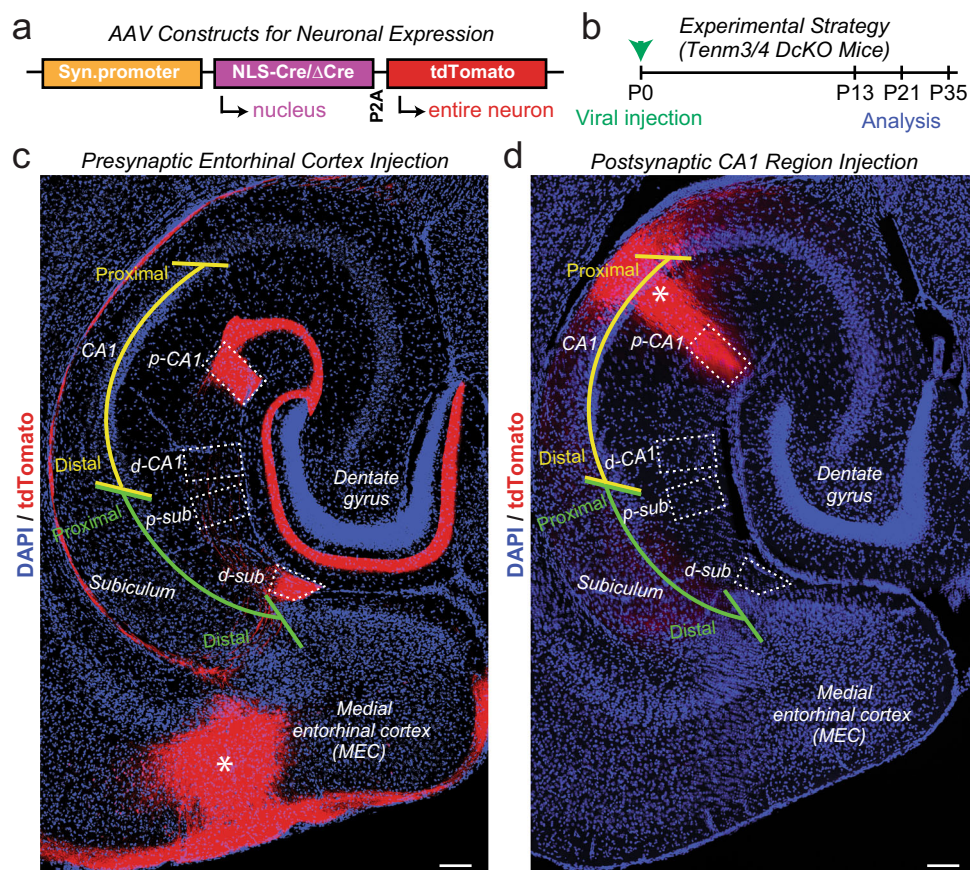 a
AAV Constructs for Neuronal Expression
Syn.promoter
NLS-Cre/ΔCre
P2A
tdTomato
nucleus
entire neuron
b
Experimental Strategy
(Tenm3/4 DcKO Mice)
P0
P13
P21
P35
Viral injection
Analysis
c
Presynaptic Entorhinal Cortex Injection
DAPI / tdTomato
Proximal
CA1
p-CA1
Distal
d-CA1
Proximal
p-sub
Dentate
gyrus
Subiculum
d-sub
Distal
Medial
entorhinal cortex
(MEC)
*
d
Postsynaptic CA1 Region Injection
DAPI / tdTomato
Proximal
*
CA1
p-CA1
Distal
d-CA1
Proximal
p-sub
Dentate
gyrus
Subiculum
d-sub
Distal
Medial
entorhinal cortex
(MEC)